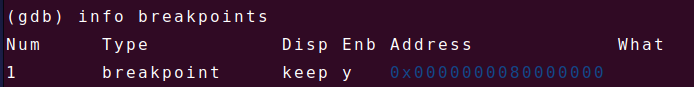 (gdb) info breakpoints
Num Type Disp Enb Address What
1 breakpoint keep y 0x0000000080000000